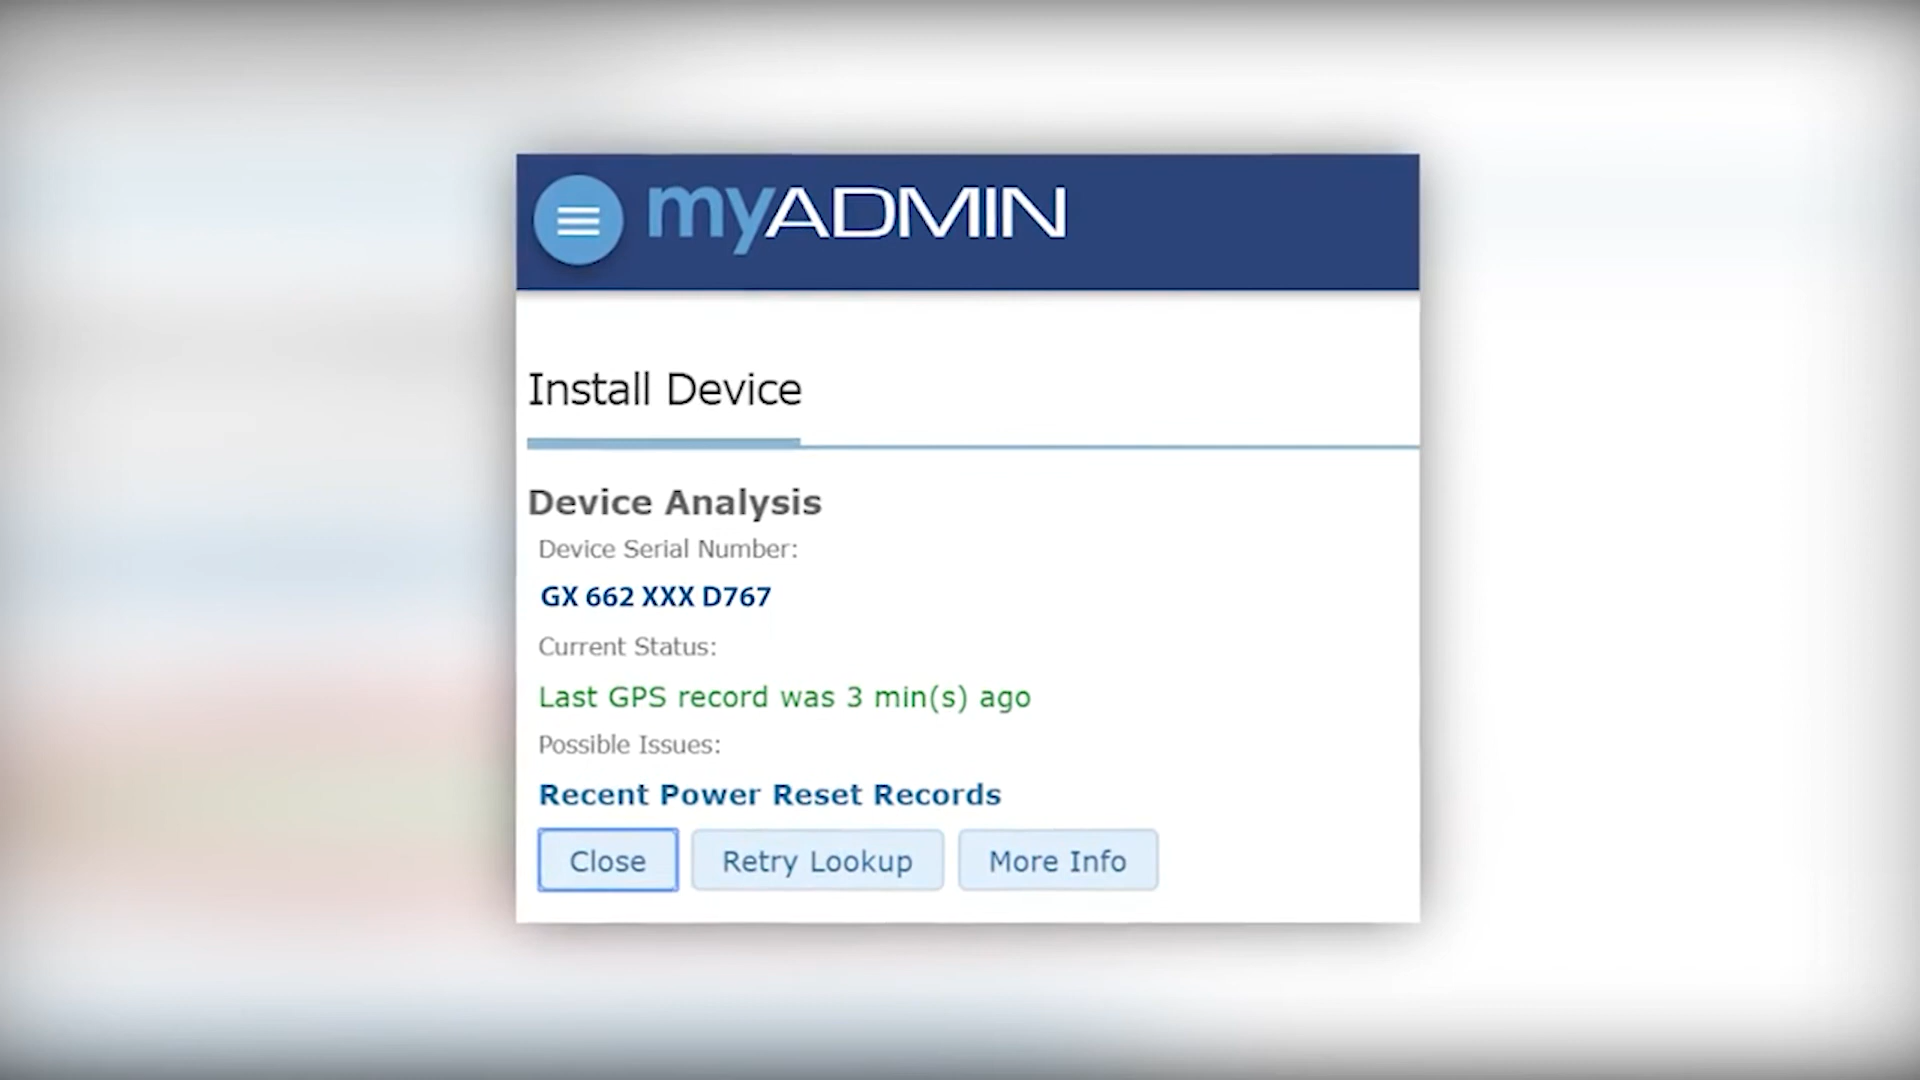 myADMIN
Install Device
Device Analysis
Device Serial Number:
GX 662 XXX D767
Current Status:
Last GPS record was 3 min(s) ago
Possible Issues:
Recent Power Reset Records
Close Retry Lookup More Info